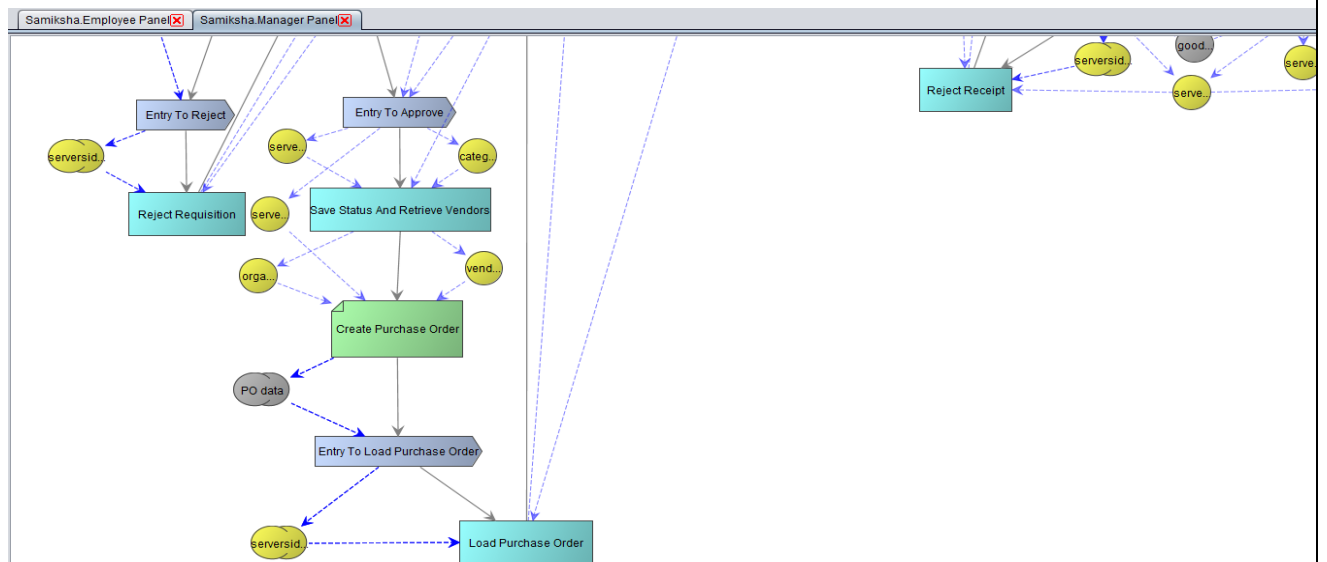 Samiksha.Employee Panel
Samiksha.Manager Panel
good..
serversid..
serve..
Reject Receipt
serve...
Entry To Reject
Entry To Approve
serversid..
serve...
categ...
Reject Requisition
serve...
Save Status And Retrieve Vendors
orga...
vend...
Create Purchase Order
PO data
Entry To Load Purchase Order
serversid..
Load Purchase Order